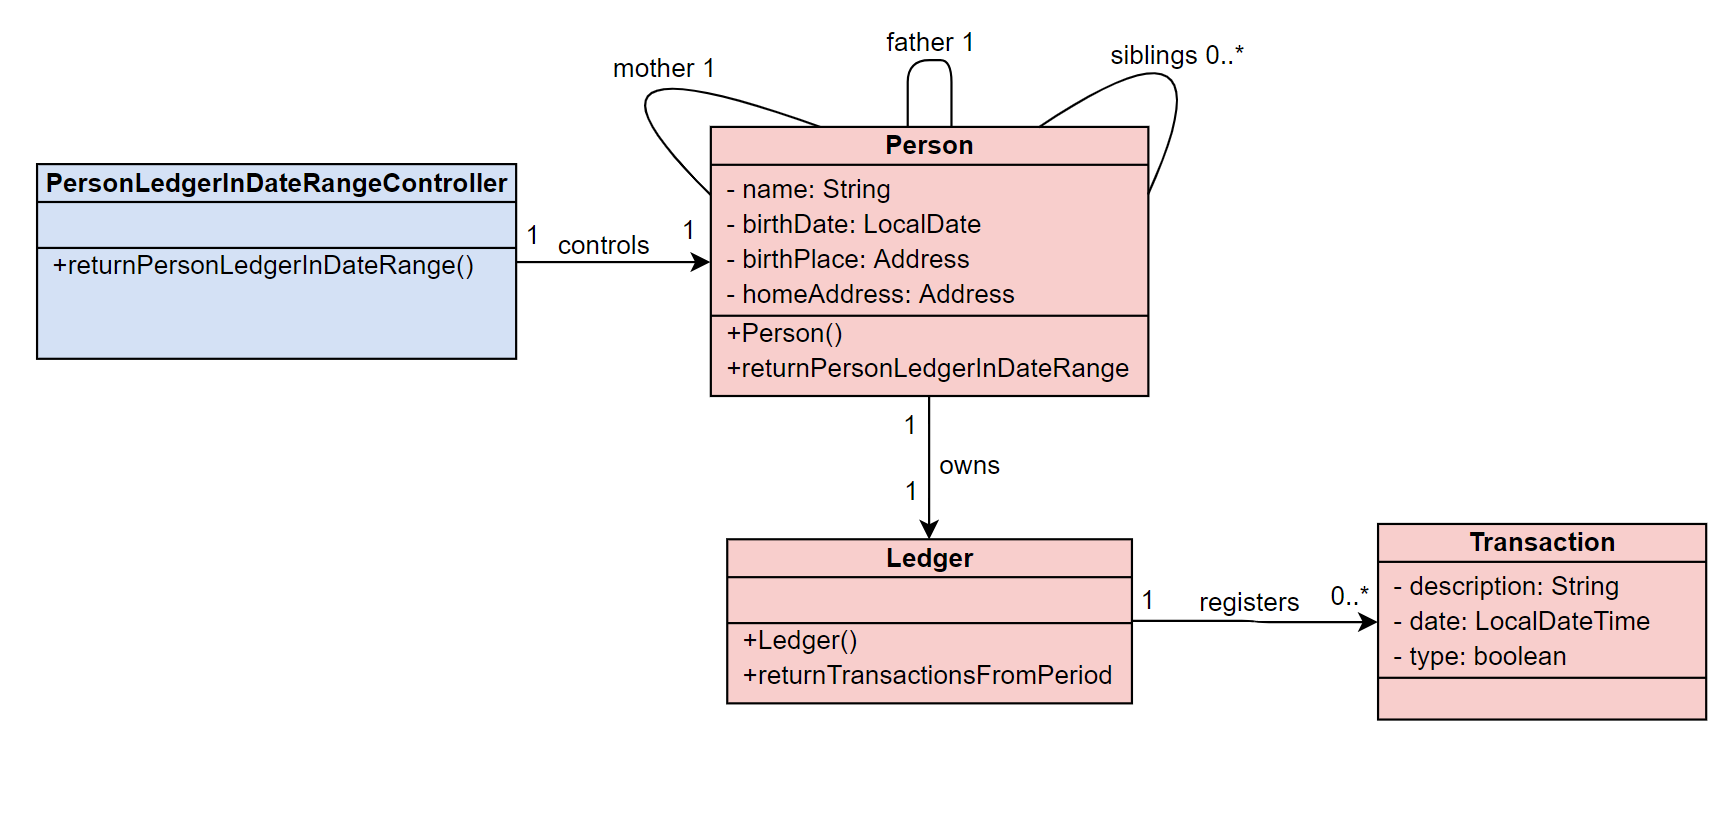 father 1
siblings 0..*
mother 1
Person
- name: String
- birthDate: LocalDate
- birthPlace: Address
- homeAddress: Address
+Person()
+returnPersonLedgerInDateRange
PersonLedgerInDateRangeController
+returnPersonLedgerInDateRange()
1
controls
1
1
owns
1
Ledger
+Ledger()
+returnTransactionsFromPeriod
1
registers
0..*
Transaction
- description: String
- date: LocalDateTime
- type: boolean